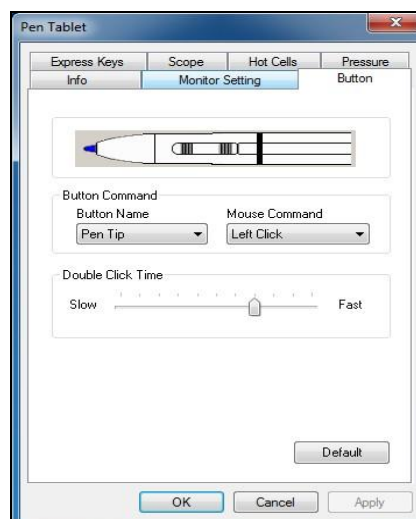 Pen Tablet
Express Keys Scope Hot Cells Pressure
Info Monitor Setting Button
Button Command
Button Name Mouse Command
Pen Tip Left Click
Double Click Time
Slow Fast
Default
OK Cancel Apply